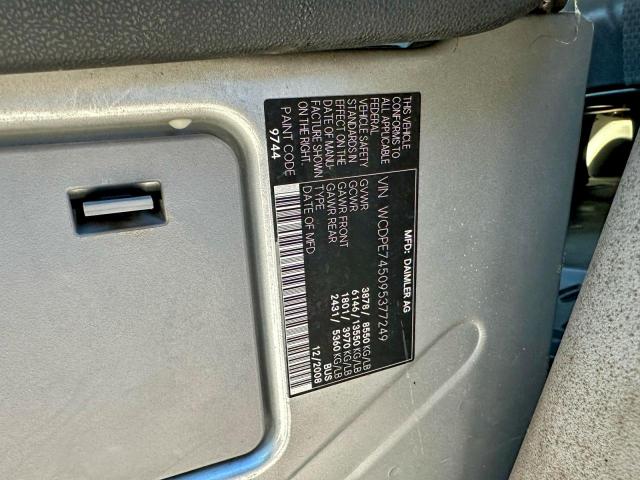 MFD. DAIMLER AG
VIN WCDPE745095377249
GVWR 3878 / 8550 KG/LB
GCWR 6146 / 13550 KG/LB
GAWR FRONT 1801 / 3970 KG/LB
GAWR REAR 2431 / 5360 KG/LB
TYPE BUS
DATE OF MFD 12/2008
THIS VEHICLE
CONFORMS TO
ALL APPLICABLE
FEDERAL
VEHICLE SAFETY
STANDARDS IN
EFFECT ON THE
DATE OF MANU-
FACTURE SHOWN
ON THE RIGHT.
PAINT CODE
9744